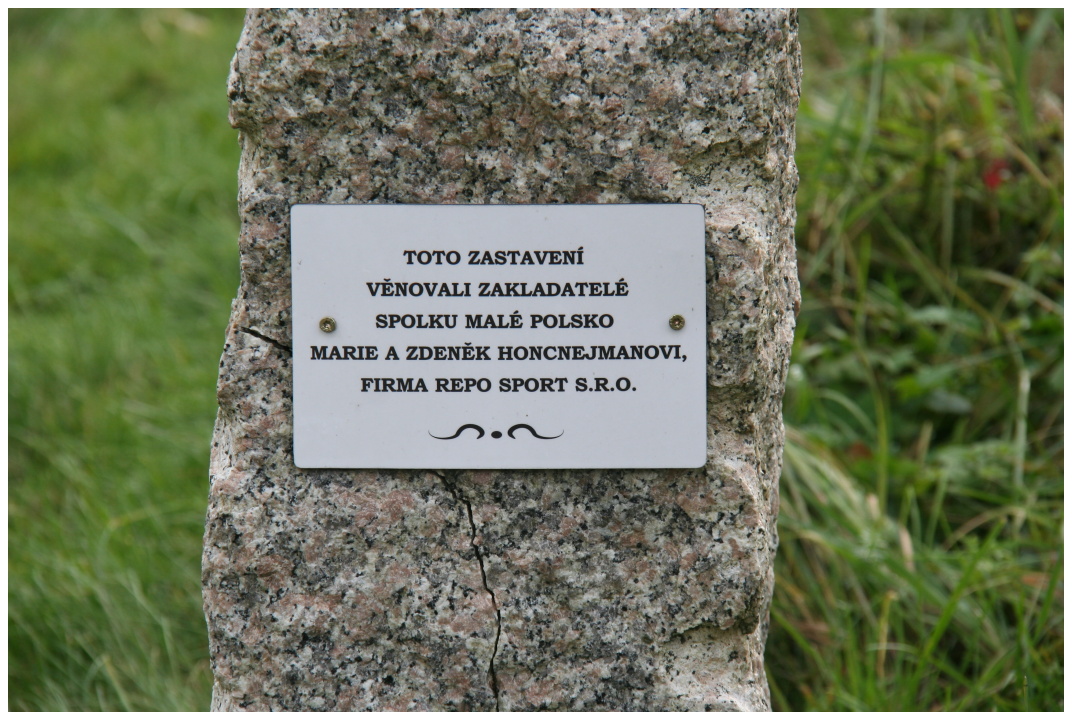 TOTO ZASTAVENÍ
VĚNOVALI ZAKLADATELÉ
SPOLKU MALÉ POLSKO
MARIE A ZDENĚK HONCNEJMANOVI,
FIRMA REPO SPORT S.R.O.